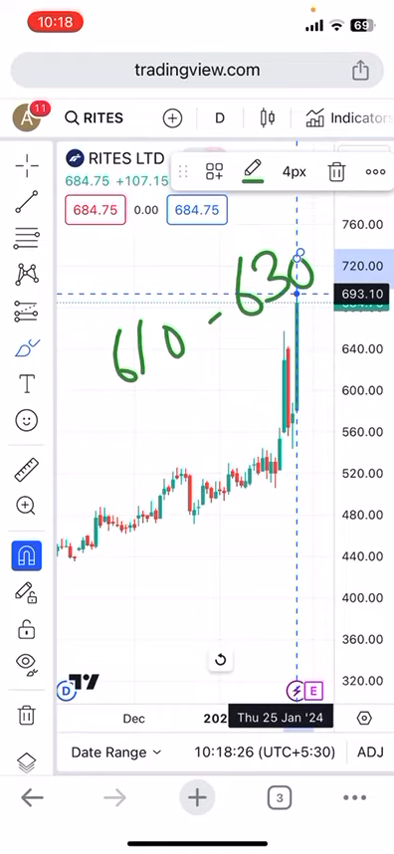 10:18
69
tradingview.com
A 11 RITES D Indicators
RITES LTD
4px
684.75 +107.15
684.75 0.00 684.75
760.00
720.00
693.10
640.00
600.00
560.00
520.00
480.00
440.00
400.00
360.00
320.00
610 - 630
T
D E
Dec Thu 25 Jan '24
Date Range 10:18:26 (UTC+5:30) ADJ
3